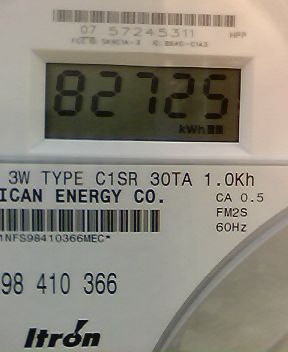 07 57245311
HPP
82725
kWh
3W TYPE C1SR 30TA 1.0Kh
ICAN ENERGY CO.
CA 0.5
FM2S
60Hz
1NFS98410366MEC*
98 410 366
Itron